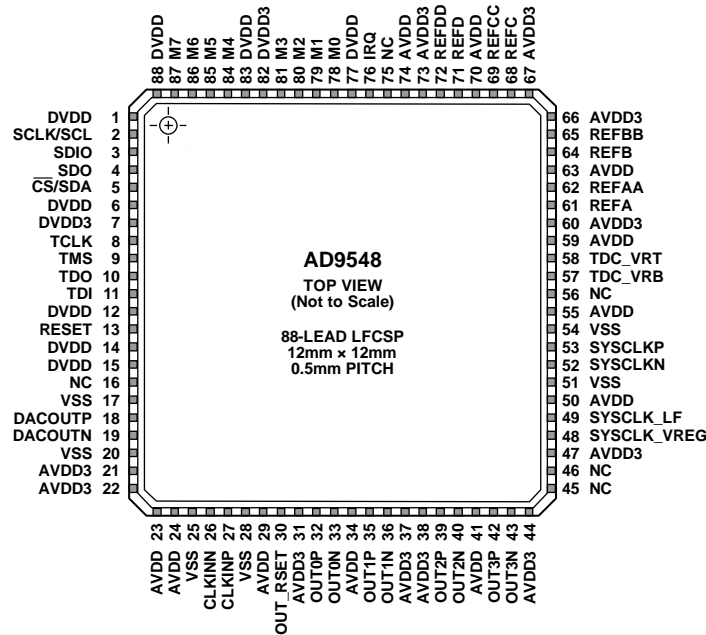 88 DVDD
87 M7
86 M6
85 M5
84 M4
83 DVDD
82 DVDD3
81 M3
80 M2
79 M1
78 M0
77 DVDD
76 IRQ
75 NC
74 AVDD
73 AVDD3
72 REFDD
71 REFD
70 AVDD
69 REFCC
68 REFC
67 AVDD3
DVDD 1
SCLK/SCL 2
SDIO 3
SDO 4
CS/SDA 5
DVDD 6
DVDD3 7
TCLK 8
TMS 9
TDO 10
TDI 11
DVDD 12
RESET 13
DVDD 14
DVDD 15
NC 16
VSS 17
DACOUTP 18
DACOUTN 19
VSS 20
AVDD3 21
AVDD3 22
AD9548
TOP VIEW
(Not to Scale)
88-LEAD LFCSP
12mm × 12mm
0.5mm PITCH
66 AVDD3
65 REFBB
64 REFB
63 AVDD
62 REFAA
61 REFA
60 AVDD3
59 AVDD
58 TDC_VRT
57 TDC_VRB
56 NC
55 AVDD
54 VSS
53 SYSCLKP
52 SYSCLKN
51 VSS
50 AVDD
49 SYSCLK_LF
48 SYSCLK_VREG
47 AVDD3
46 NC
45 NC
AVDD 23
AVDD 24
VSS 25
CLKINN 26
CLKINP 27
VSS 28
AVDD 29
OUT_RSET 30
AVDD3 31
OUT0P 32
OUT0N 33
AVDD 34
OUT1P 35
OUT1N 36
AVDD3 37
AVDD3 38
OUT2P 39
OUT2N 40
AVDD 41
OUT3P 42
OUT3N 43
AVDD3 44